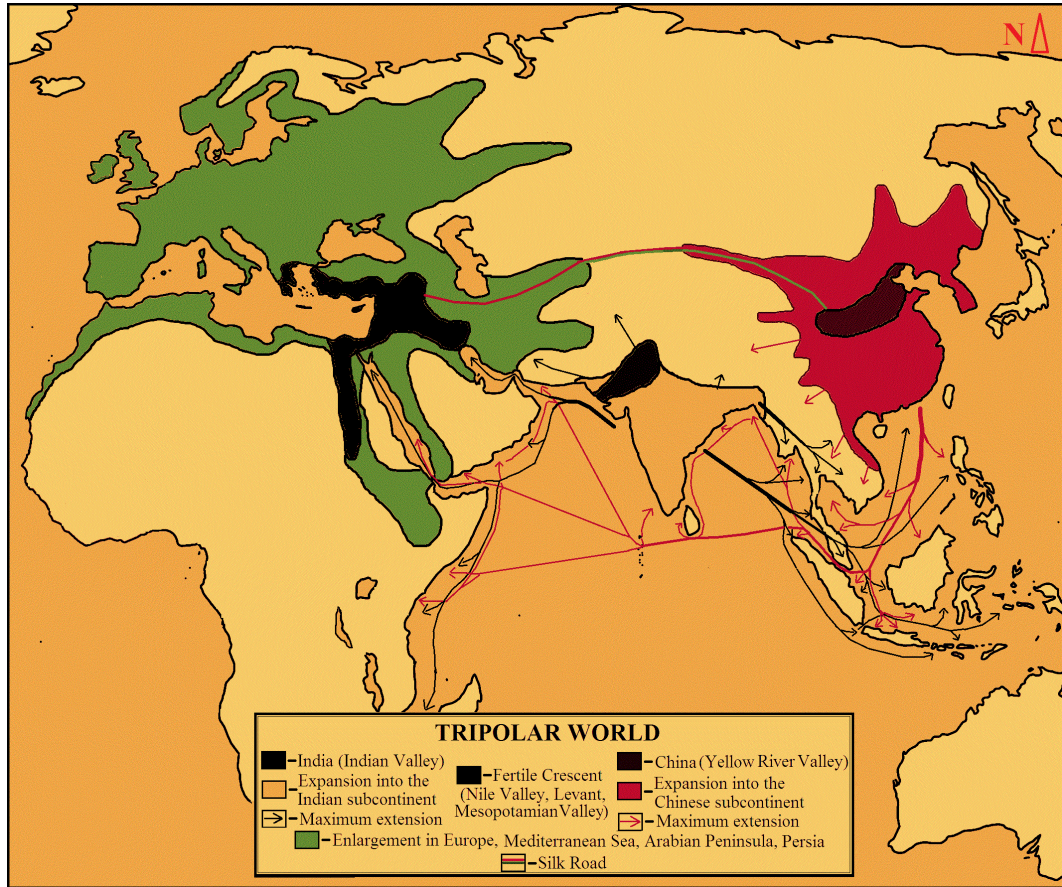 N
TRIPOLAR WORLD
-India (Indian Valley)
-Expansion into the
Indian subcontinent
-Maximum extension
-Fertile Crescent
(Nile Valley, Levant,
Mesopotamian Valley)
-China (Yellow River Valley)
-Expansion into the
Chinese subcontinent
-Maximum extension
-Enlargement in Europe, Mediterranean Sea, Arabian Peninsula, Persia
-Silk Road